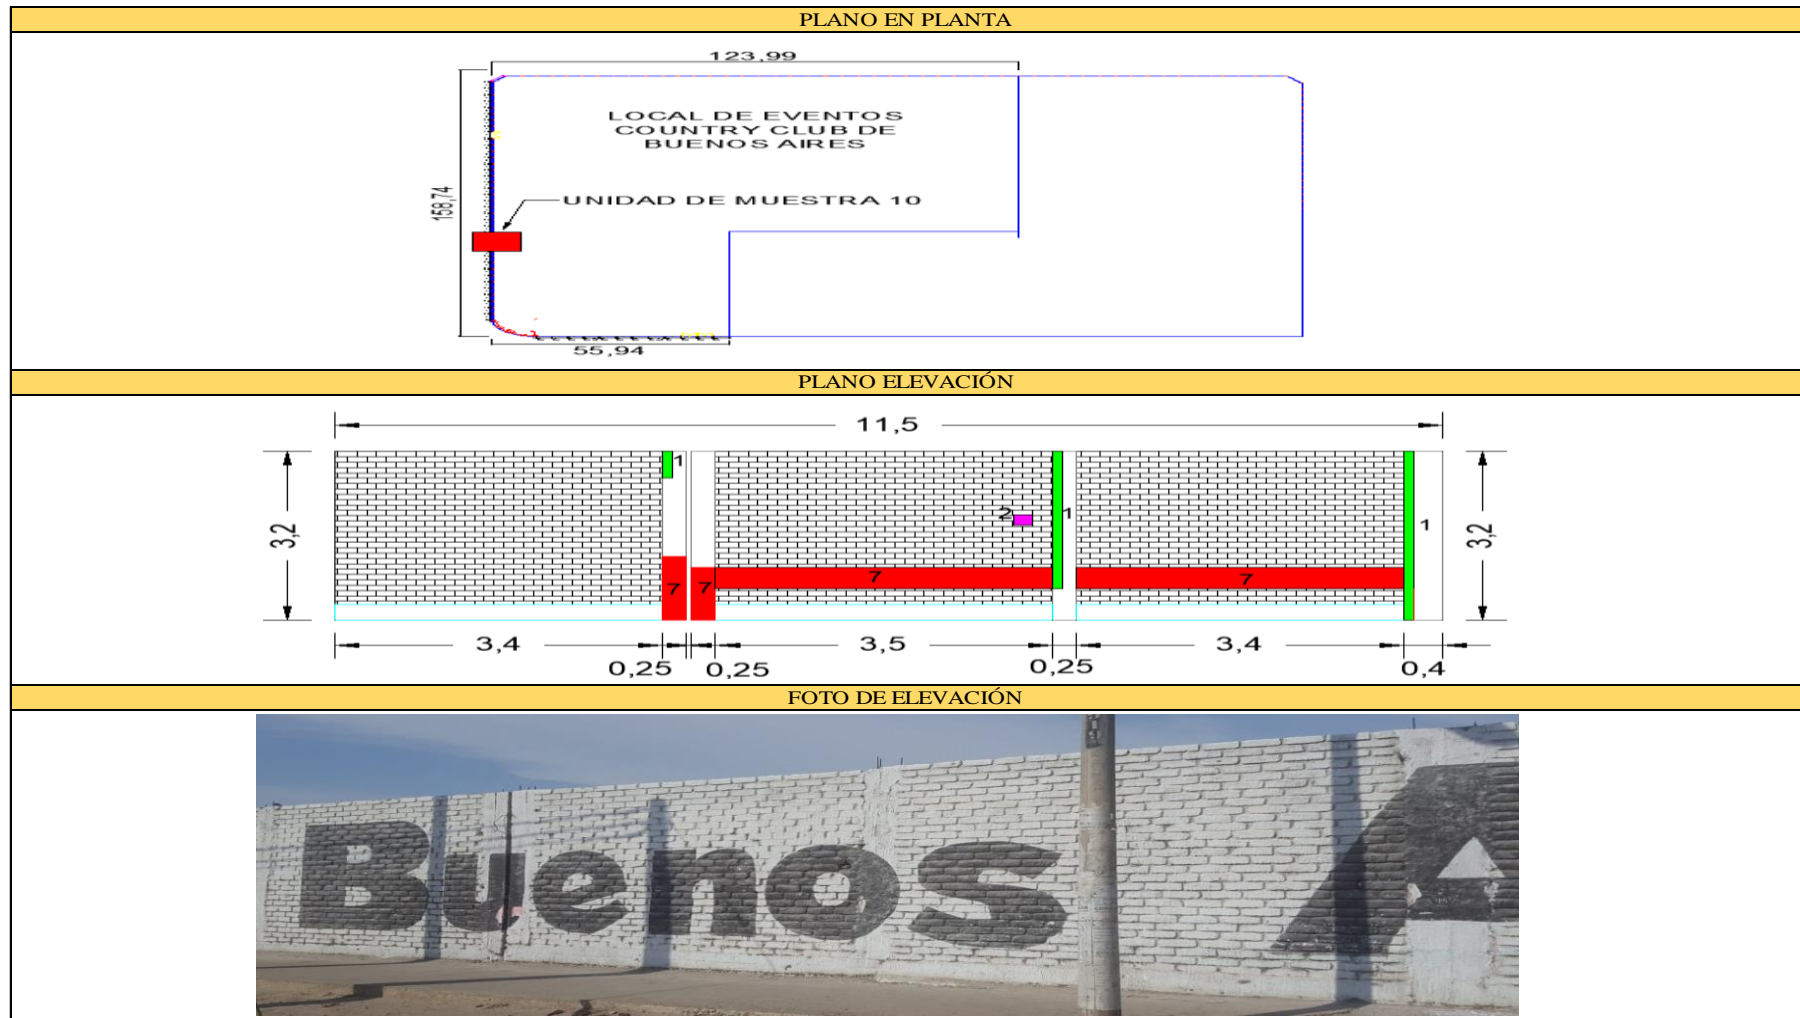 PLANO EN PLANTA
123,99
LOCAL DE EVENTOS
COUNTRY CLUB DE
BUENOS AIRES
158,74
UNIDAD DE MUESTRA 10
55,94
PLANO ELEVACIÓN
11,5
3,2
1
2
1
1
3,2
7
7
7
7
3,4
0,25
0,25
3,5
0,25
3,4
0,4
FOTO DE ELEVACIÓN
Buenos A